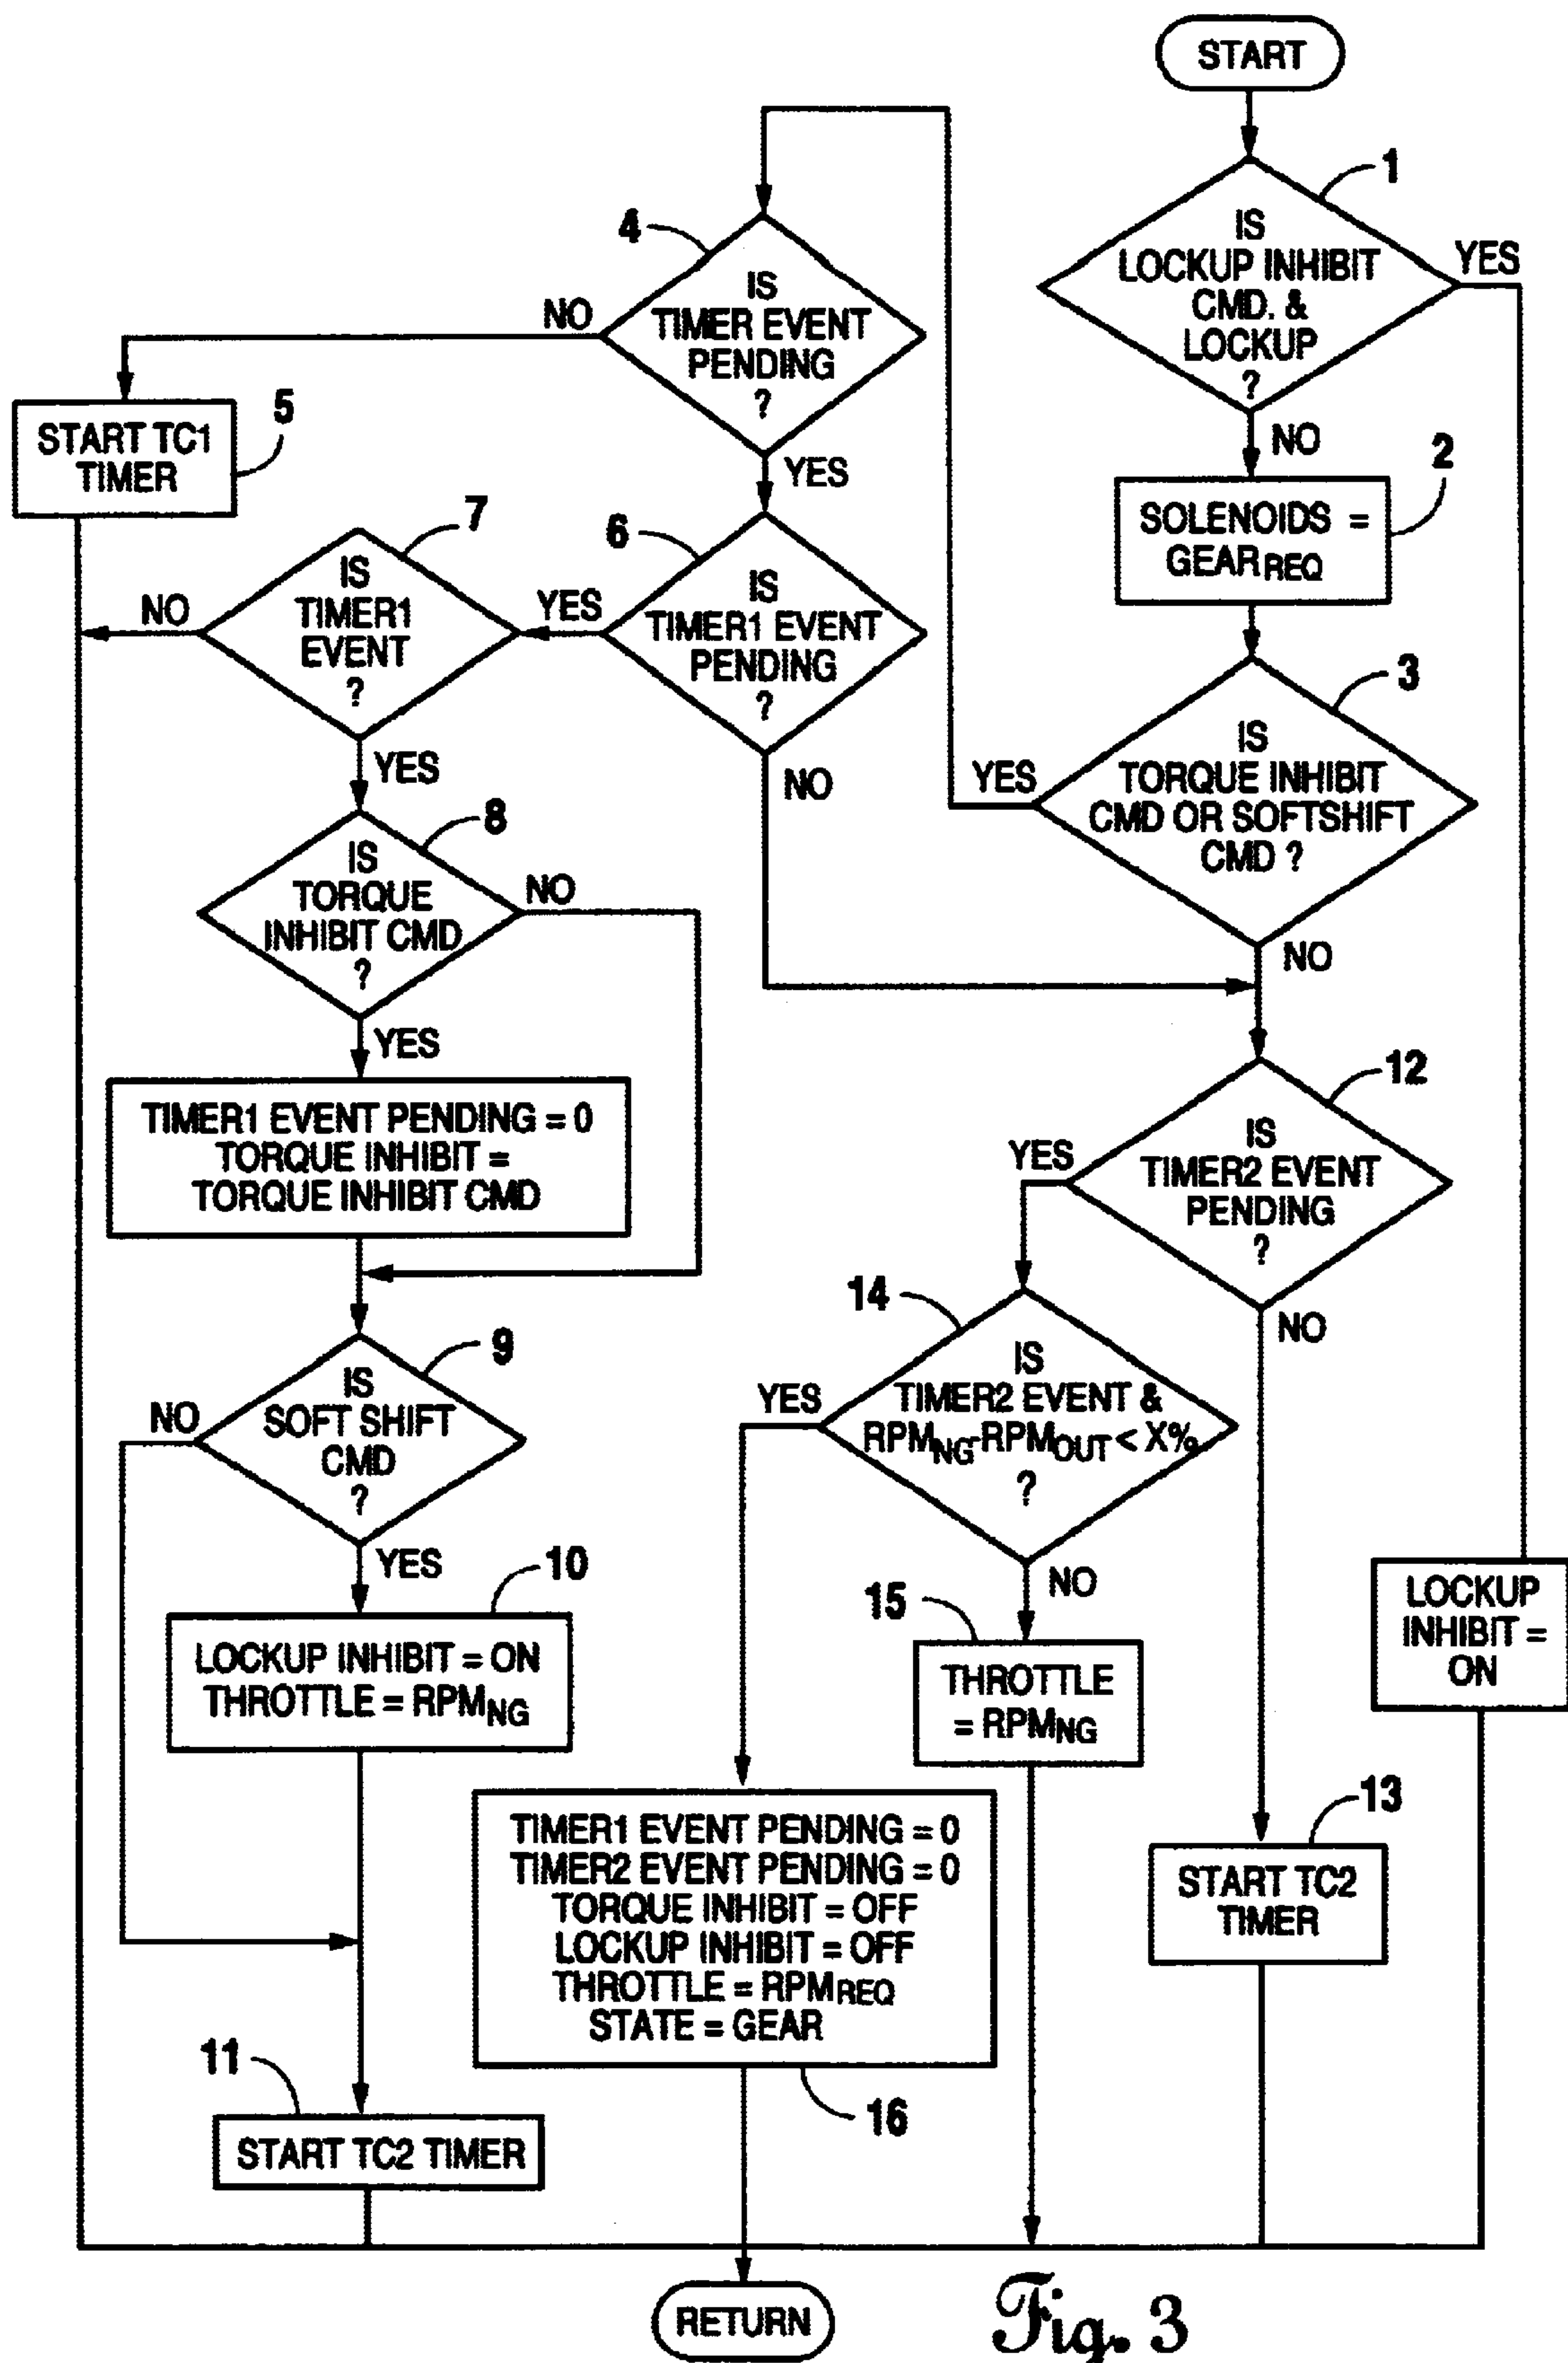 START
1
IS
LOCKUP INHIBIT
CMD. &
LOCKUP
?
YES
NO
2
SOLENOIDS =
GEARREQ
3
IS
TORQUE INHIBIT
CMD OR SOFTSHIFT
CMD ?
YES
NO
4
IS
TIMER EVENT
PENDING
?
NO
YES
5
START TC1
TIMER
6
IS
TIMER1 EVENT
PENDING
?
YES
NO
7
IS
TIMER1
EVENT
?
NO
YES
8
IS
TORQUE
INHIBIT CMD
?
NO
YES
TIMER1 EVENT PENDING = 0
TORQUE INHIBIT =
TORQUE INHIBIT CMD
9
IS
SOFT SHIFT
CMD
?
NO
YES
10
LOCKUP INHIBIT = ON
THROTTLE = RPMNG
11
START TC2 TIMER
12
IS
TIMER2 EVENT
PENDING
?
YES
NO
14
IS
TIMER2 EVENT &
RPMNG-RPMOUT < X%
?
YES
NO
15
THROTTLE
= RPMNG
LOCKUP
INHIBIT =
ON
13
START TC2
TIMER
TIMER1 EVENT PENDING = 0
TIMER2 EVENT PENDING = 0
TORQUE INHIBIT = OFF
LOCKUP INHIBIT = OFF
THROTTLE = RPMREQ
STATE = GEAR
16
RETURN
Fig. 3